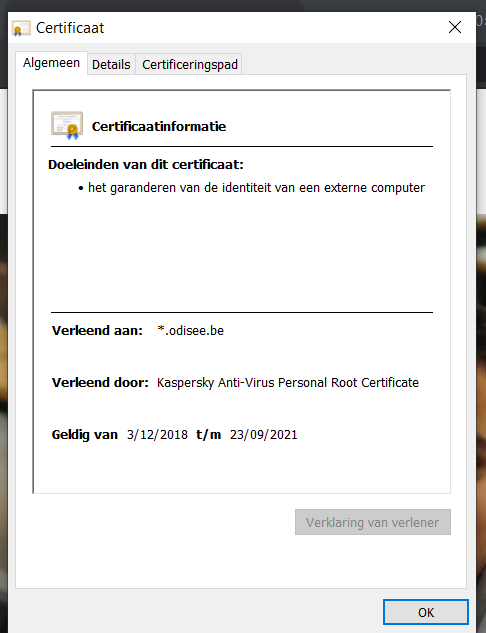 Certificaat
Algemeen Details Certificeringspad
Certificaatinformatie
Doeleinden van dit certificaat:
• het garanderen van de identiteit van een externe computer
Verleend aan: *.odisee.be
Verleend door: Kaspersky Anti-Virus Personal Root Certificate
Geldig van 3/12/2018 t/m 23/09/2021
Verklaring van verlener
OK